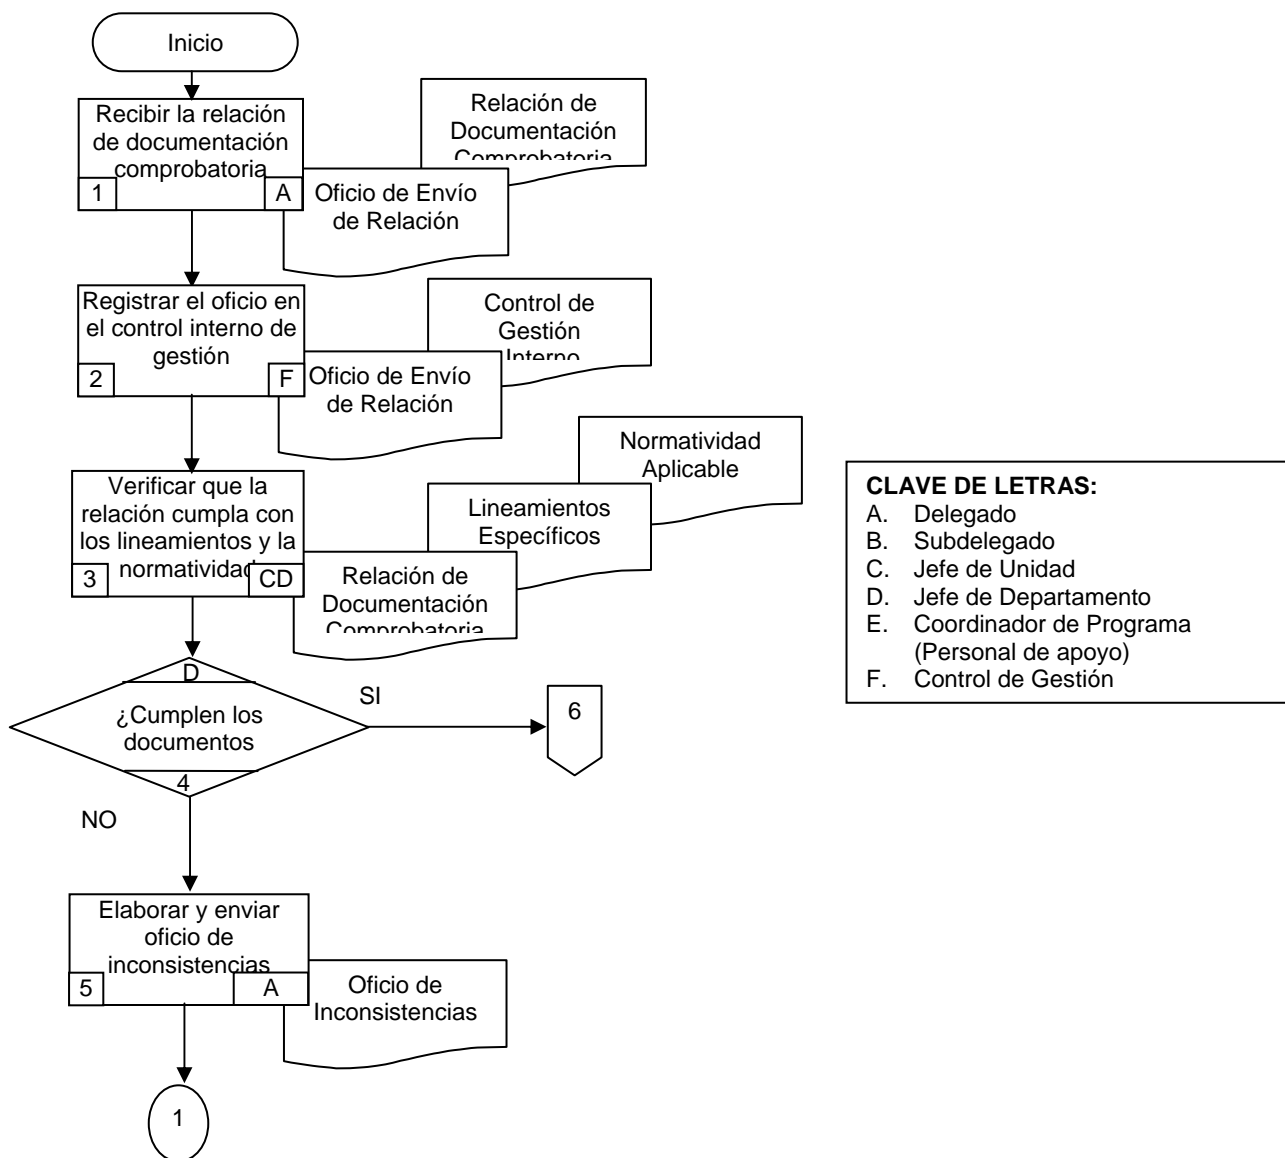 Inicio
Recibir la relación
de documentación
comprobatoria
1
A
Relación de
Documentación
Comprobatoria
Oficio de Envío
de Relación
Registrar el oficio en
el control interno de
gestión
2
F
Control de
Gestión
Interno
Oficio de Envío
de Relación
Verificar que la
relación cumpla con
los lineamientos y la
normatividad
3
CD
Normatividad
Aplicable
Lineamientos
Específicos
Relación de
Documentación
Comprobatoria
D
¿Cumplen los
documentos
4
SI
6
NO
Elaborar y enviar
oficio de
inconsistencias
5
A
Oficio de
Inconsistencias
1
CLAVE DE LETRAS:
A. Delegado
B. Subdelegado
C. Jefe de Unidad
D. Jefe de Departamento
E. Coordinador de Programa
(Personal de apoyo)
F. Control de Gestión